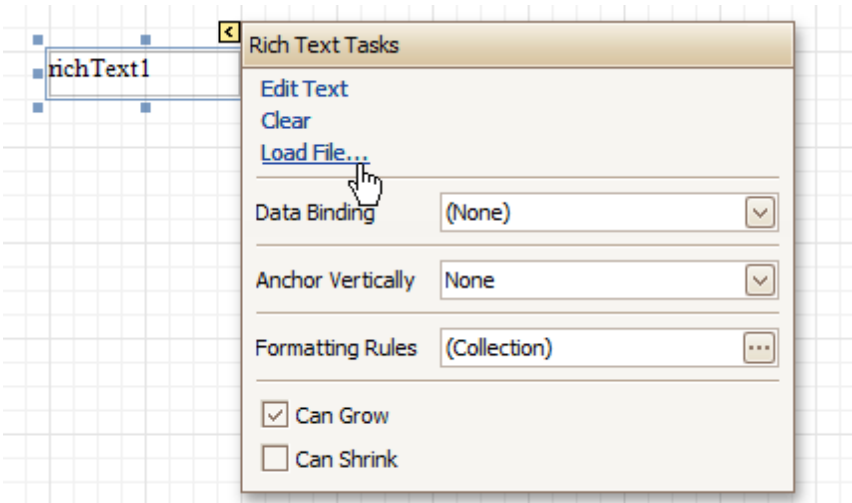 richText1
Rich Text Tasks
Edit Text
Clear
Load File...
Data Binding (None)
Anchor Vertically None
Formatting Rules (Collection)
Can Grow
Can Shrink